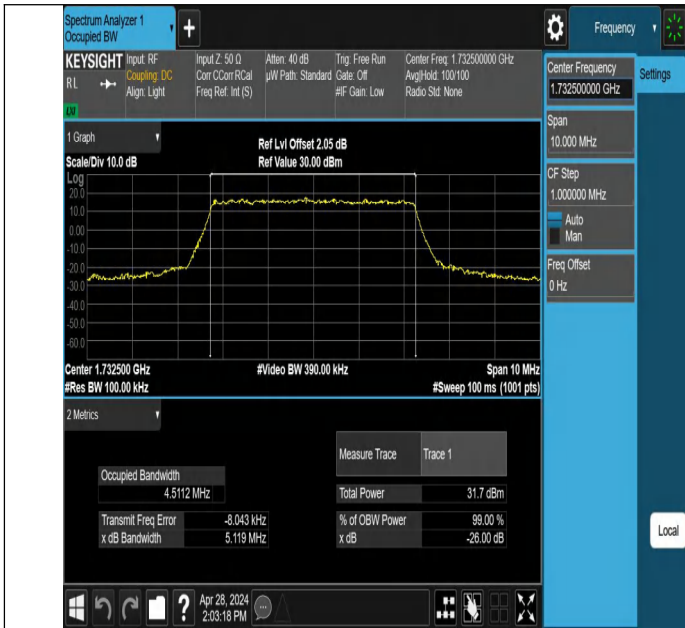 Spectrum Analyzer 1
Occupied BW
Frequency
KEYSIGHT
Input: RF
Coupling: DC
Align: Light
Input Z: 50 Ω
Corr CCorr RCal
Freq Ref: Int (S)
Atten: 40 dB
µW Path: Standard
Trig: Free Run
Gate: Off
#IF Gain: Low
Center Freq: 1.732500000 GHz
Avg|Hold: 100/100
Radio Std: None
RL
LXI
1 Graph
Scale/Div 10.0 dB
Ref Lvl Offset 2.05 dB
Ref Value 30.00 dBm
Log
20.0
10.0
0.00
-10.0
-20.0
-30.0
-40.0
-50.0
-60.0
Center 1.732500 GHz
#Video BW 390.00 kHz
Span 10 MHz
#Res BW 100.00 kHz
#Sweep 100 ms (1001 pts)
2 Metrics
Measure Trace
Trace 1
Occupied Bandwidth
4.5112 MHz
Total Power
31.7 dBm
Transmit Freq Error
-8.043 kHz
% of OBW Power
99.00 %
x dB Bandwidth
5.119 MHz
x dB
-26.00 dB
Center Frequency
1.732500000 GHz
Settings
Span
10.000 MHz
CF Step
1.000000 MHz
Auto
Man
Freq Offset
0 Hz
Local
?
Apr 28, 2024
2:03:18 PM